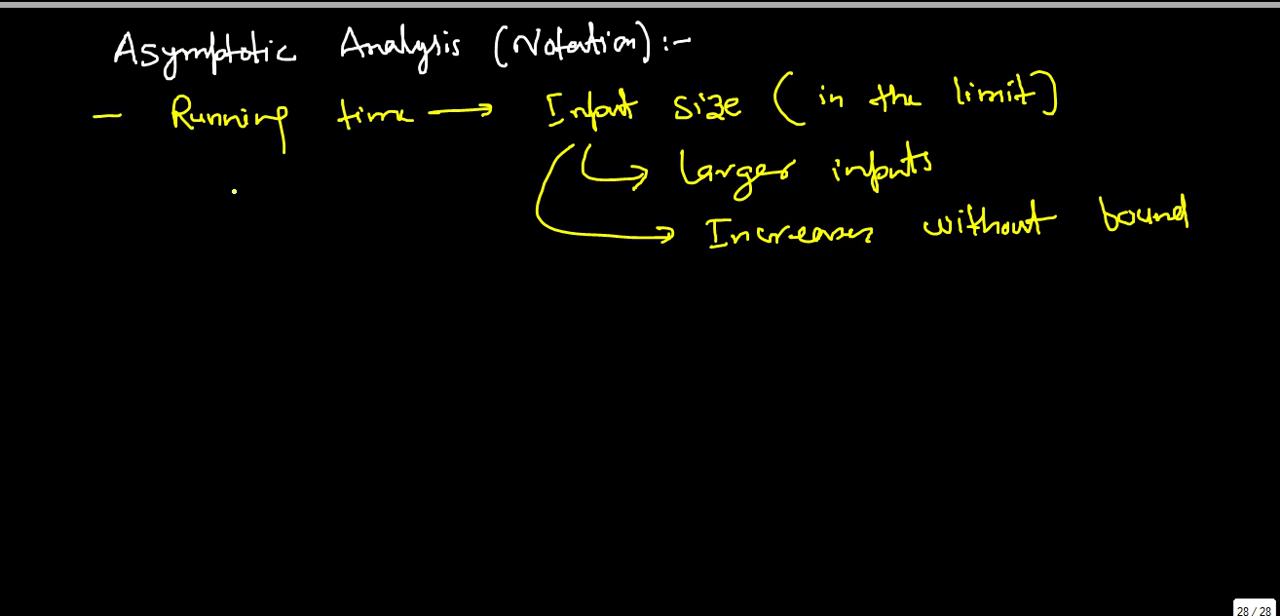 Asymptotic Analysis (Notation) :-
- Running time → Input size (in the limit)
→ Larger inputs
→ Increases without bound
28 / 28